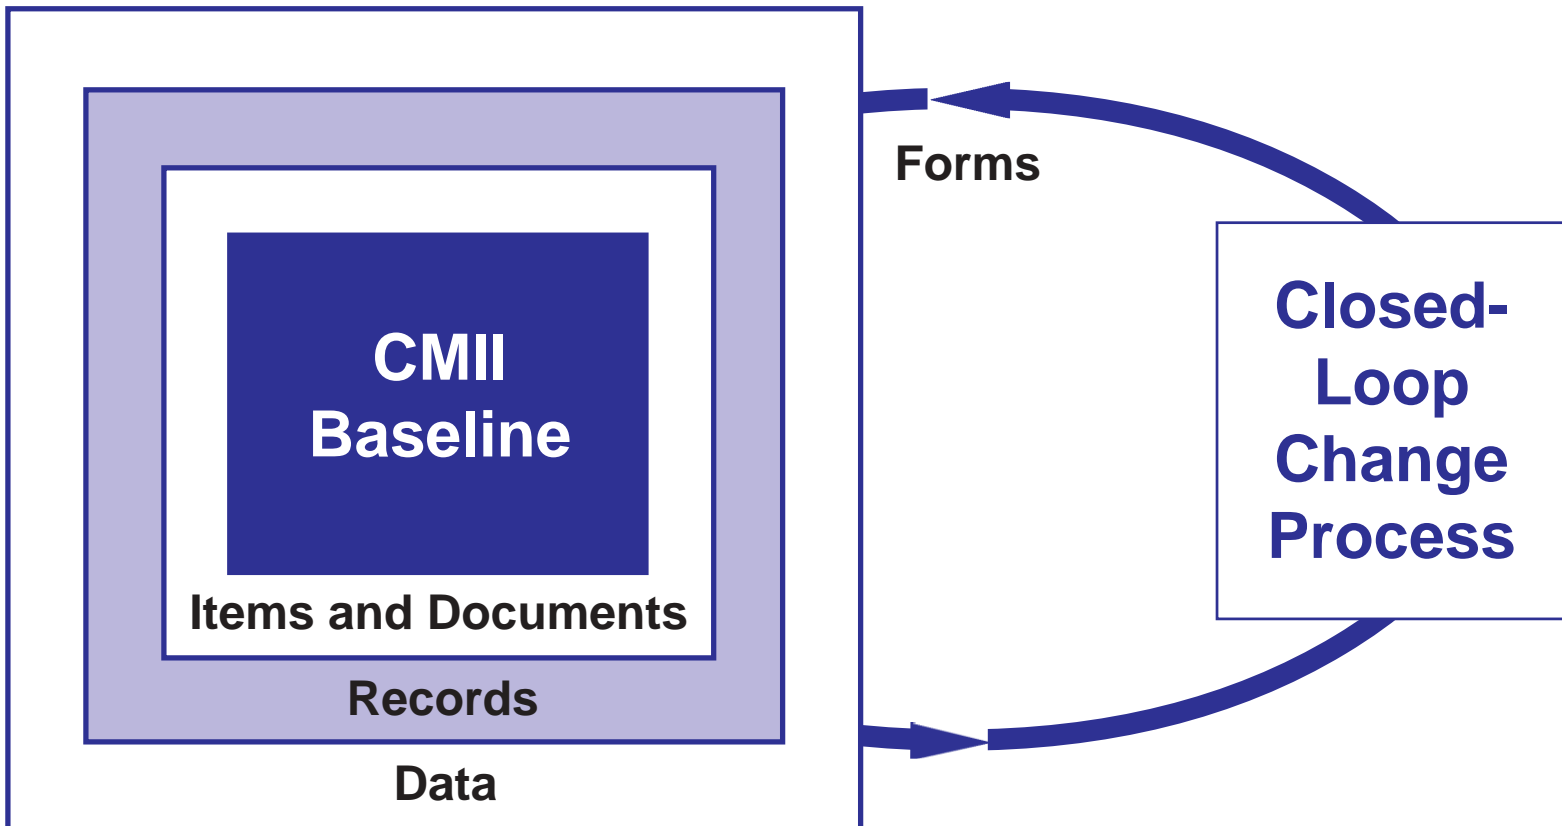 CMII
Baseline
Items and Documents
Records
Data
Forms
Closed-
Loop
Change
Process